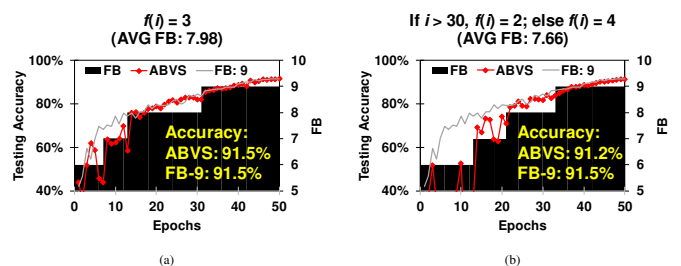 f(i) = 3
(AVG FB: 7.98)
FB ABVS FB: 9
Testing Accuracy
100%
80%
60%
40%
10
9
8
7
6
5
FB
Accuracy:
ABVS: 91.5%
FB-9: 91.5%
0 10 20 30 40 50
Epochs
(a)
If i > 30, f(i) = 2; else f(i) = 4
(AVG FB: 7.66)
FB ABVS FB: 9
Testing Accuracy
100%
80%
60%
40%
10
9
8
7
6
5
FB
Accuracy:
ABVS: 91.2%
FB-9: 91.5%
0 10 20 30 40 50
Epochs
(b)